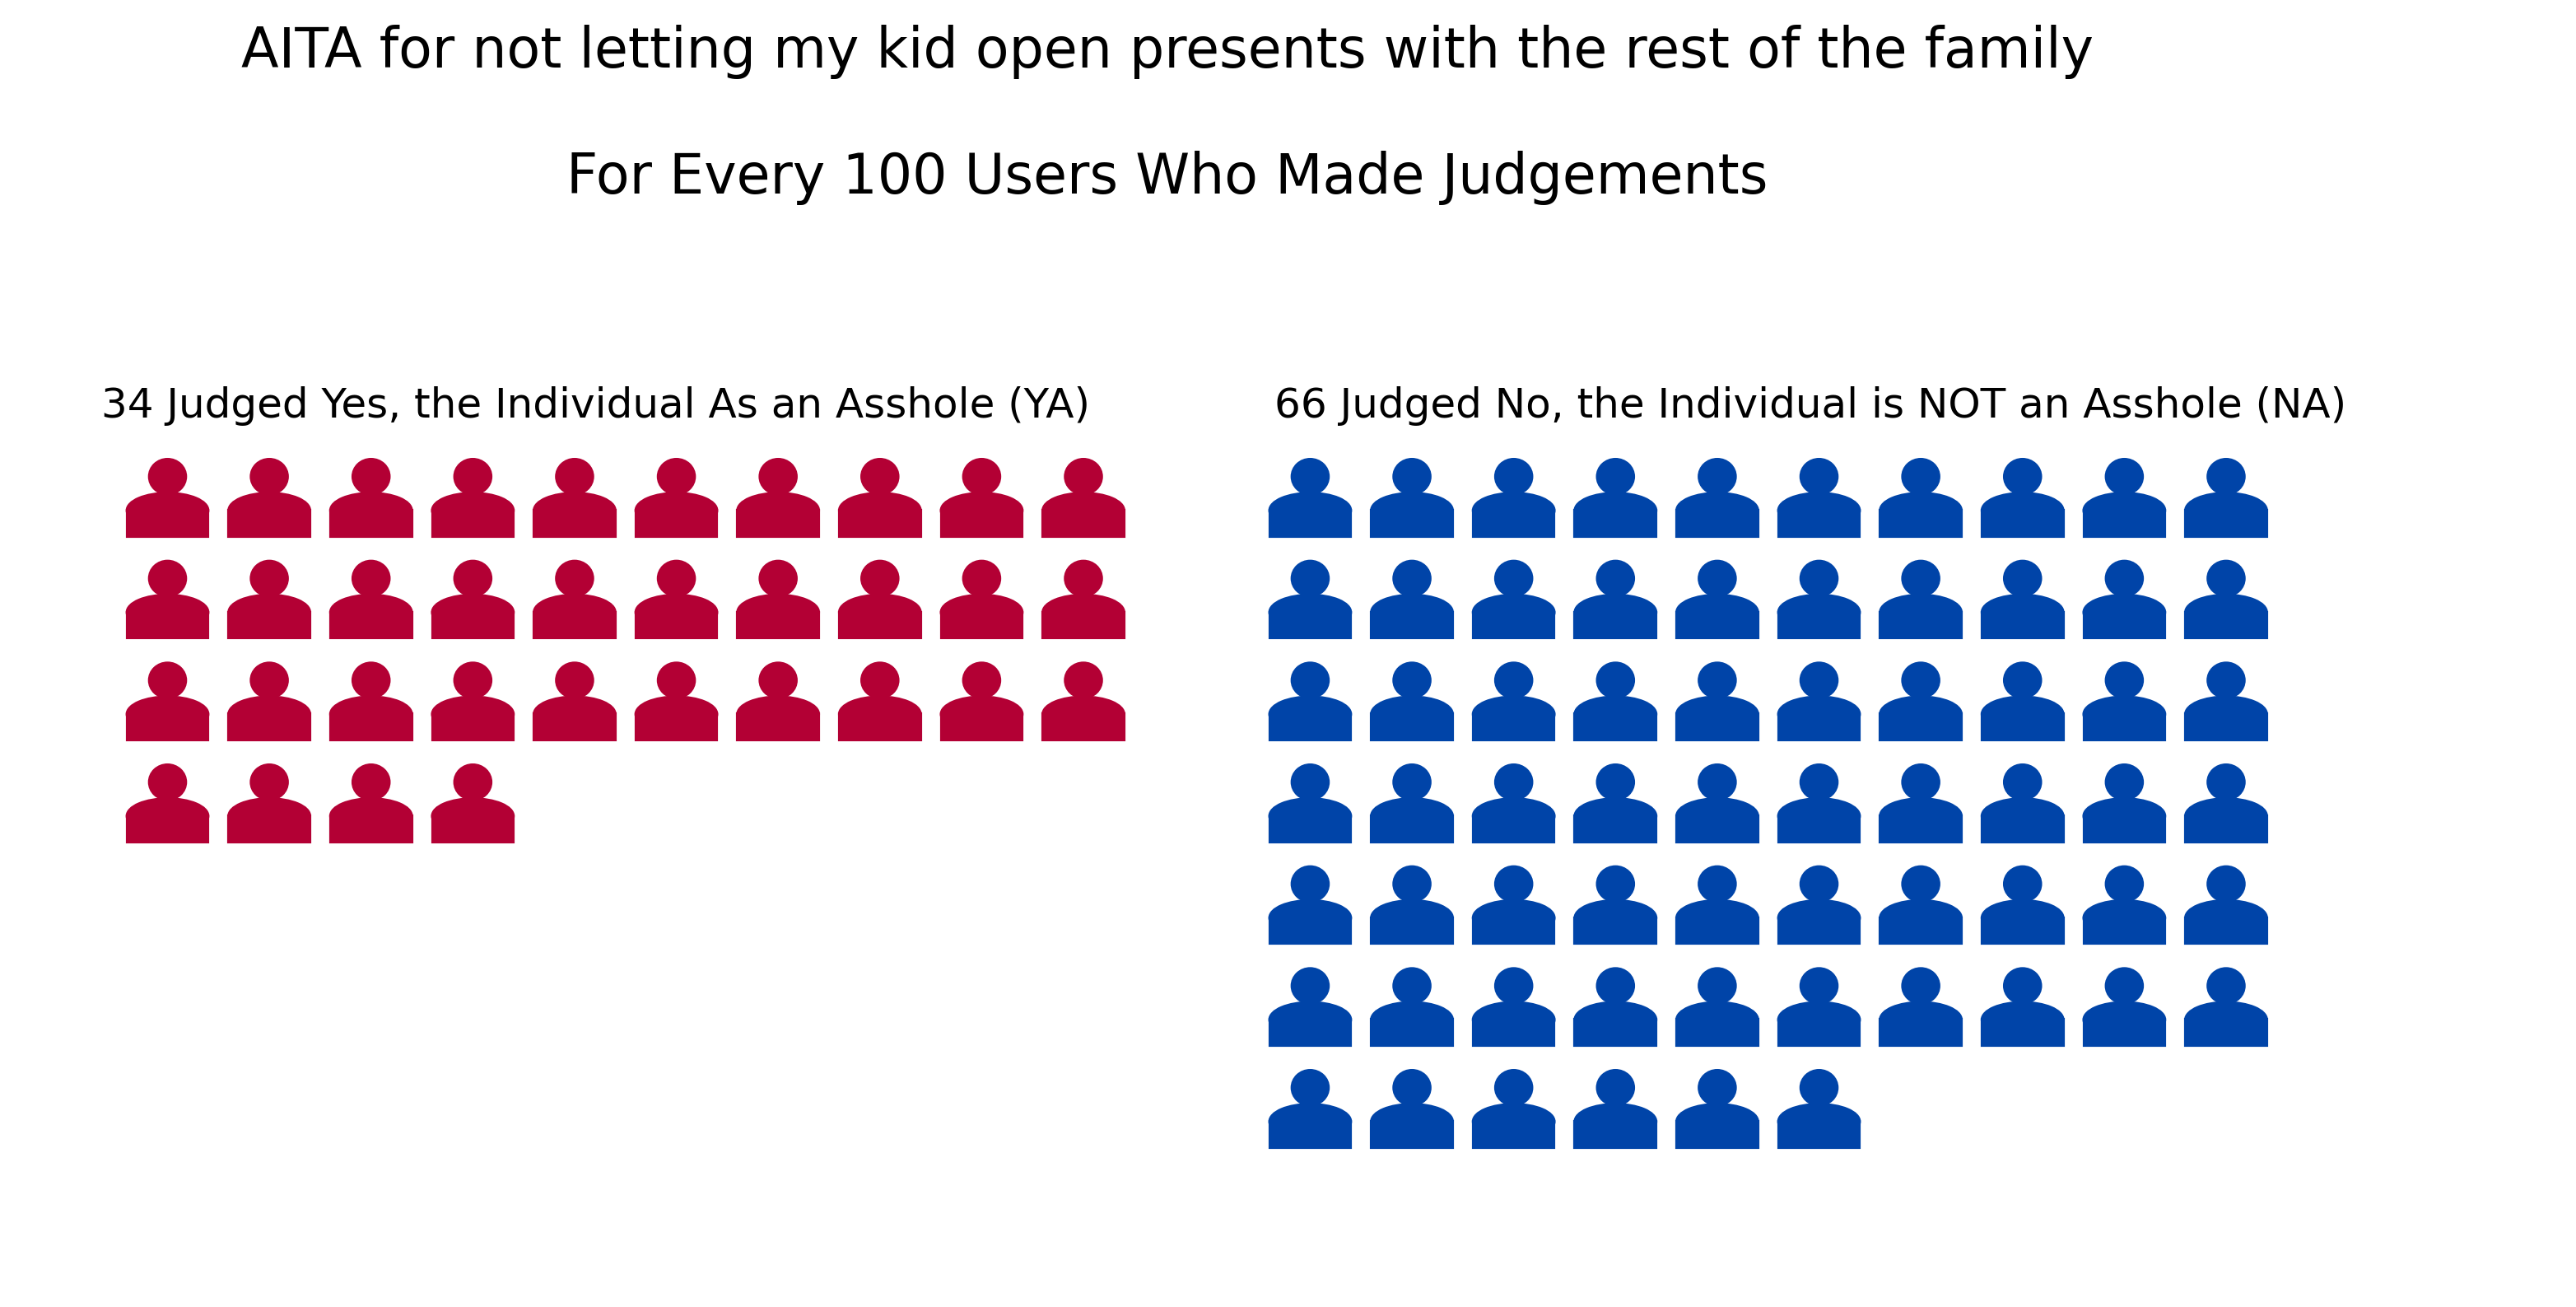 AITA for not letting my kid open presents with the rest of the family
For Every 100 Users Who Made Judgements
34 Judged Yes, the Individual As an Asshole (YA)
66 Judged No, the Individual is NOT an Asshole (NA)